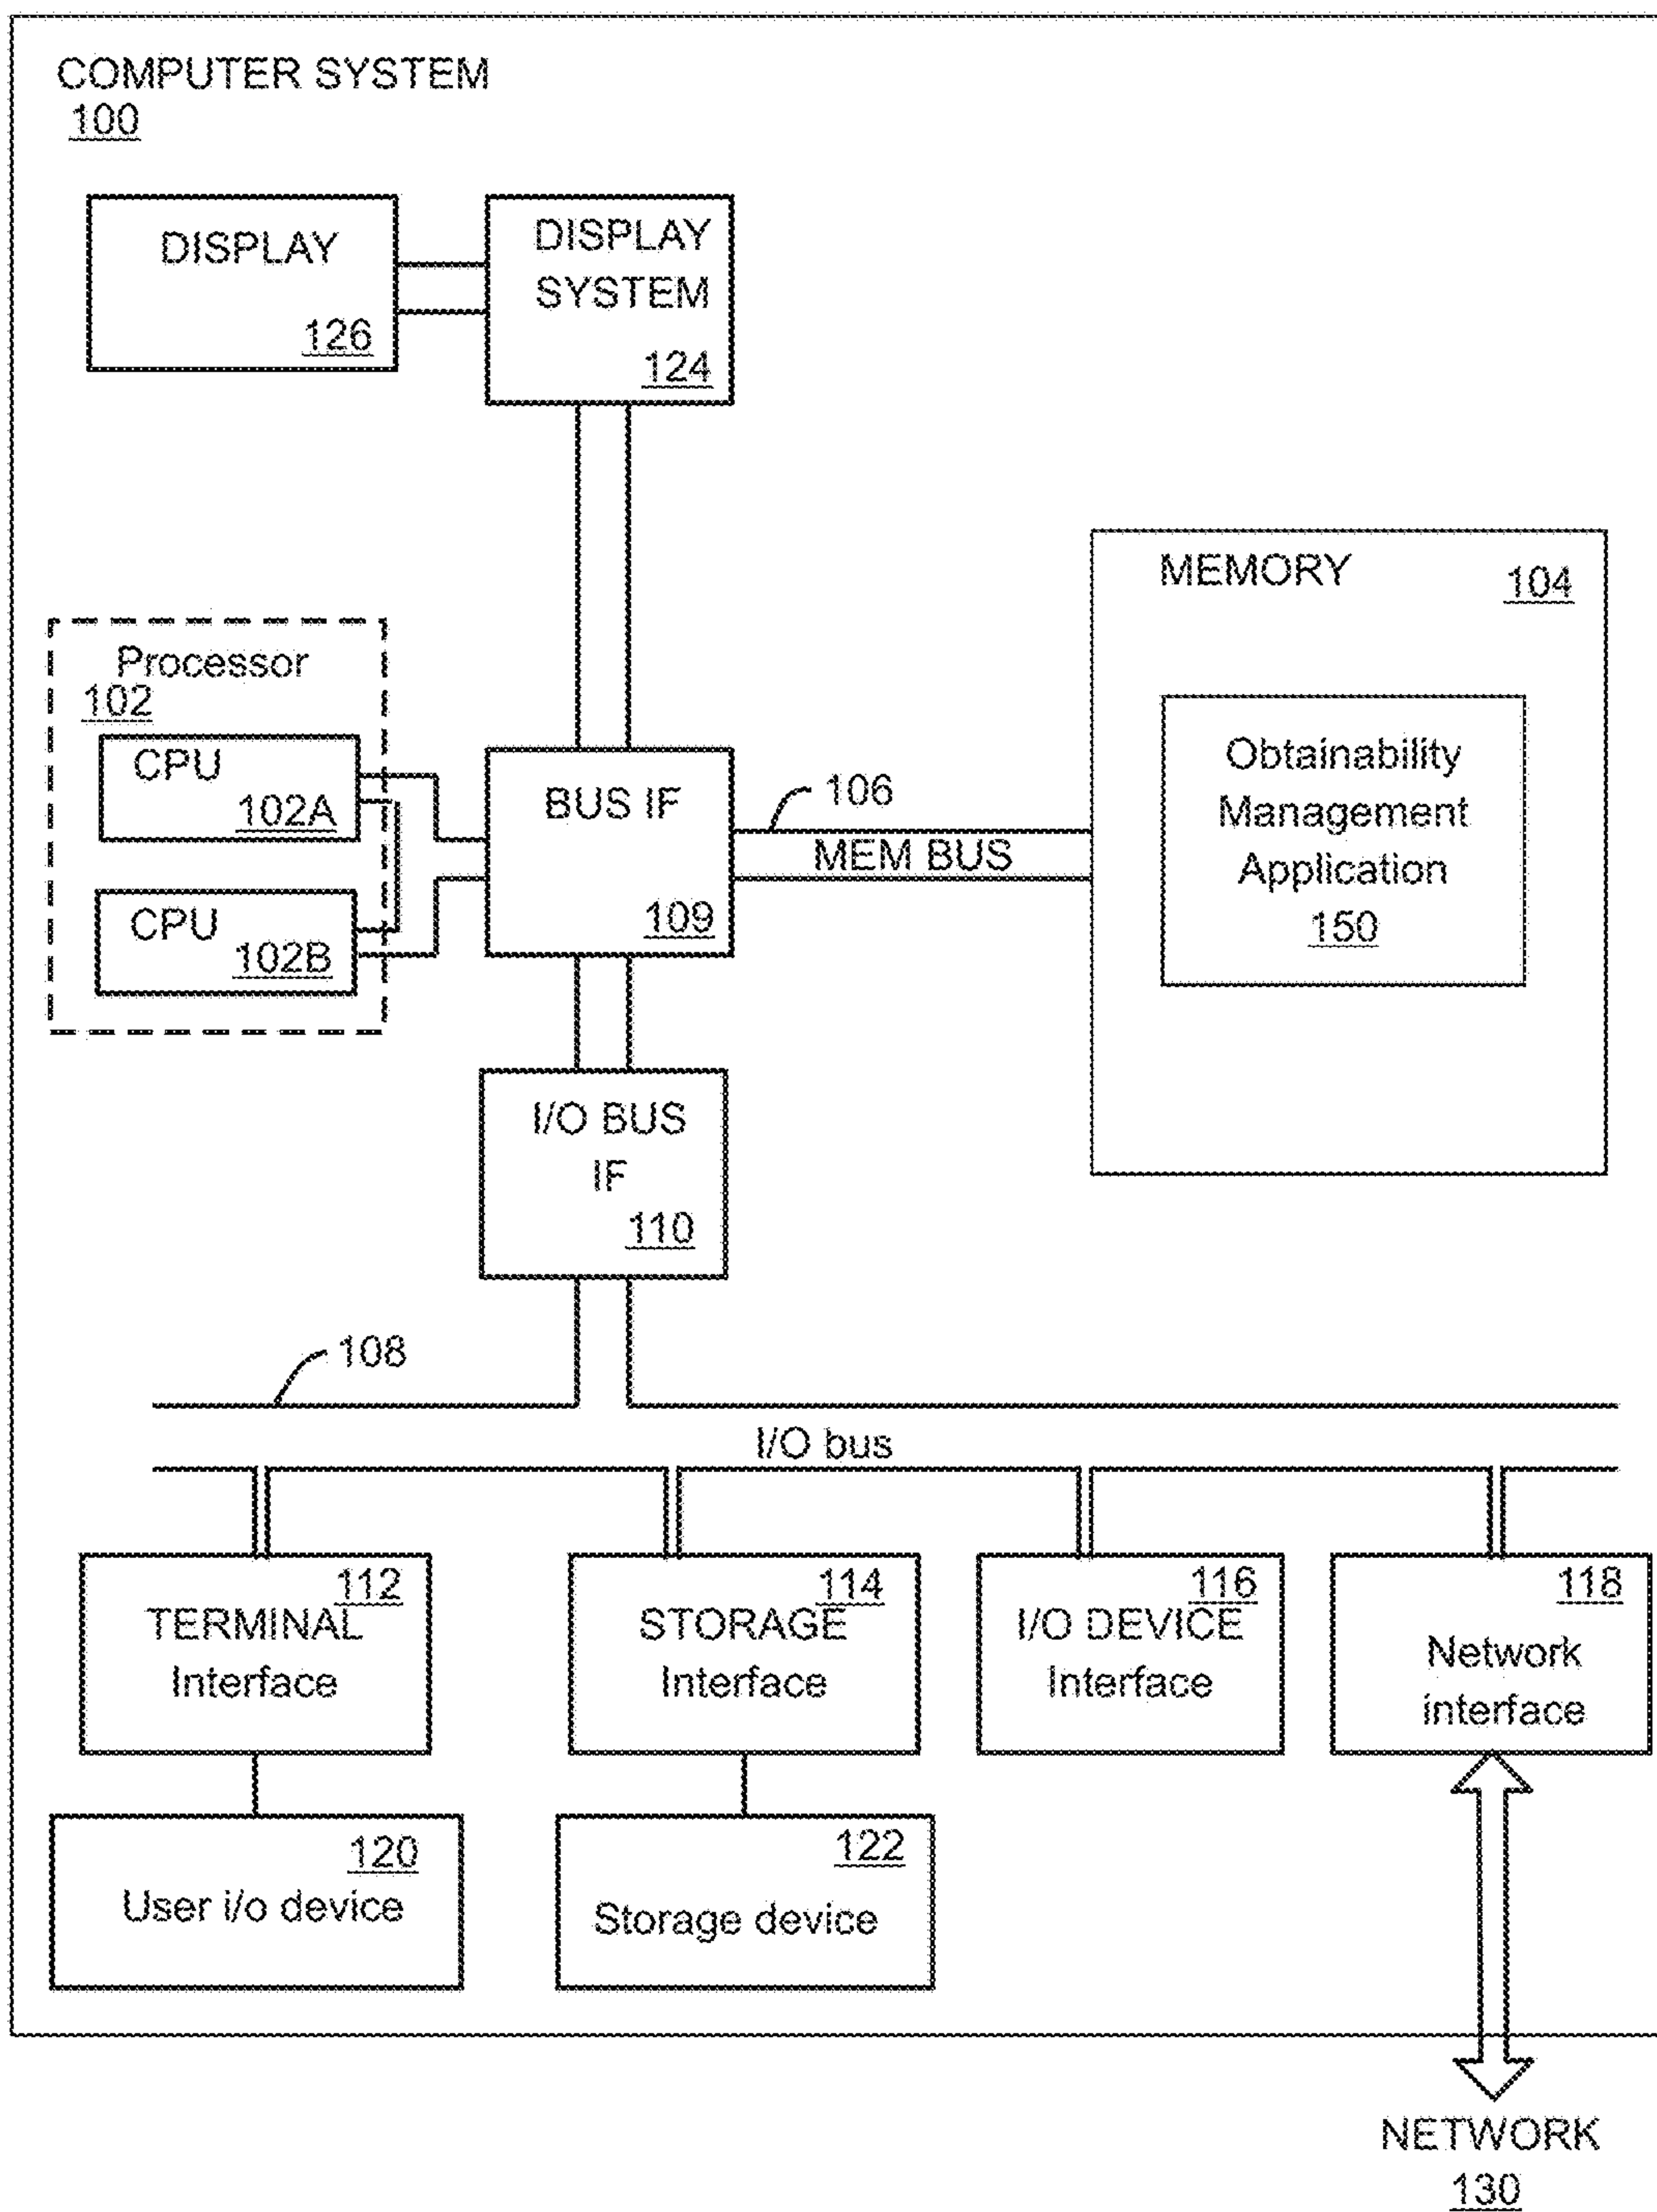 COMPUTER SYSTEM
100
DISPLAY
126
DISPLAY
SYSTEM
124
MEMORY
104
Obtainability
Management
Application
150
Processor
102
CPU
102A
CPU
102B
BUS IF
109
106
MEM BUS
I/O BUS
IF
110
108
I/O bus
112
TERMINAL
Interface
114
STORAGE
Interface
116
I/O DEVICE
Interface
118
Network
interface
120
User i/o device
122
Storage device
NETWORK
130